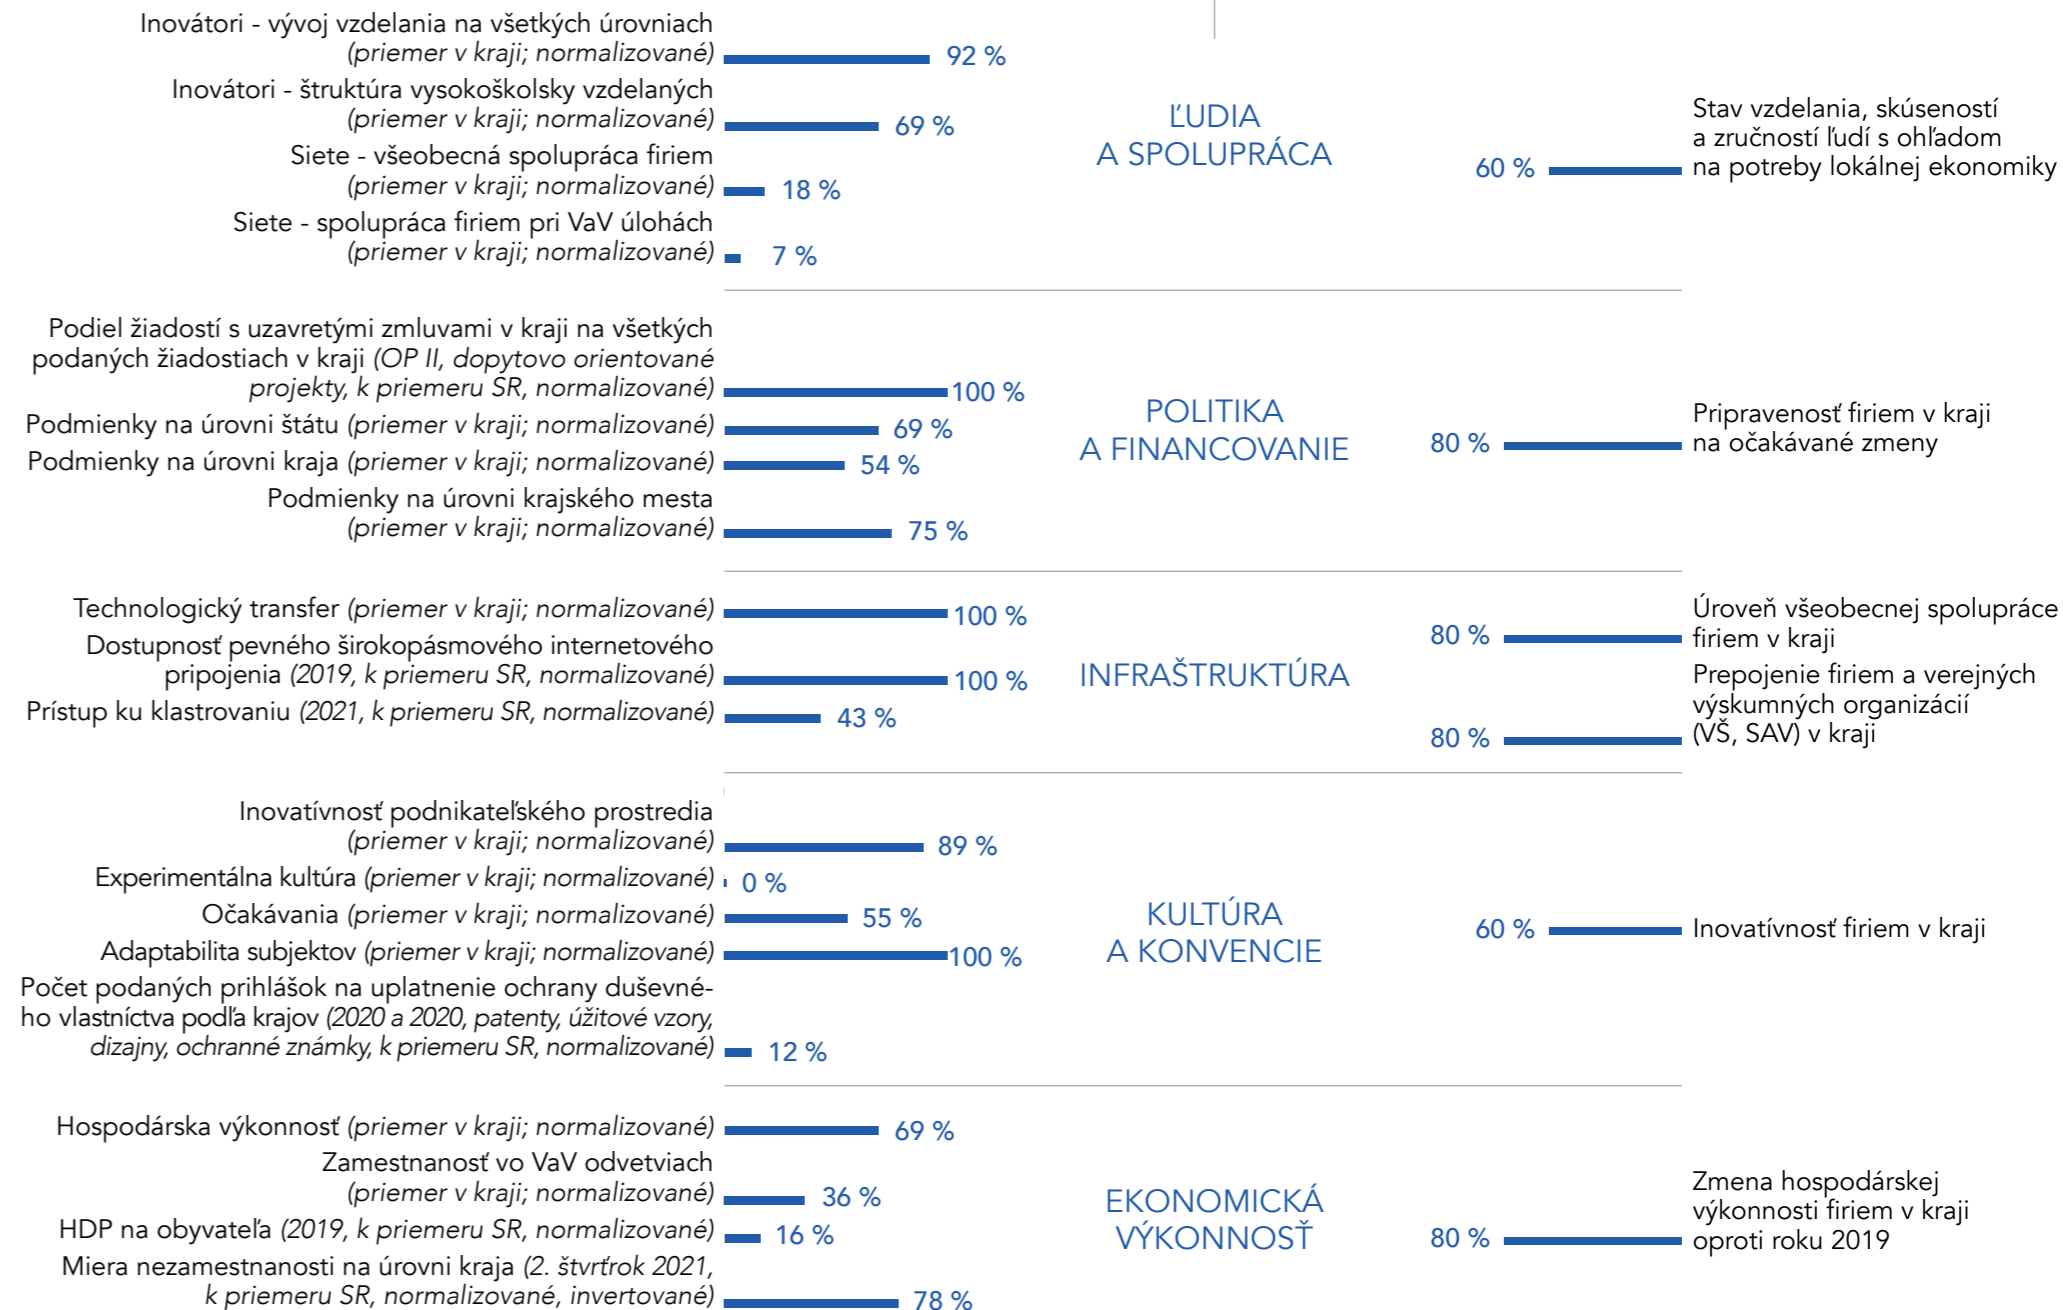 Inovátori - vývoj vzdelania na všetkých úrovniach
(priemer v kraji; normalizované) 92 %
Inovátori - štruktúra vysokoškolsky vzdelaných
(priemer v kraji; normalizované) 69 %
Siete - všeobecná spolupráca firiem
(priemer v kraji; normalizované) 18 %
Siete - spolupráca firiem pri VaV úlohách
(priemer v kraji; normalizované) 7 %
ĽUDIA
A SPOLUPRÁCA
60 %
Stav vzdelania, skúseností
a zručností ľudí s ohľadom
na potreby lokálnej ekonomiky
Podiel žiadostí s uzavretými zmluvami v kraji na všetkých
podaných žiadostiach v kraji (OP II, dopytovo orientované
projekty, k priemeru SR, normalizované) 100 %
Podmienky na úrovni štátu (priemer v kraji; normalizované) 69 %
Podmienky na úrovni kraja (priemer v kraji; normalizované) 54 %
Podmienky na úrovni krajského mesta
(priemer v kraji; normalizované) 75 %
POLITIKA
A FINANCOVANIE
80 %
Pripravenosť firiem v kraji
na očakávané zmeny
Technologický transfer (priemer v kraji; normalizované) 100 %
Dostupnosť pevného širokopásmového internetového
pripojenia (2019, k priemeru SR, normalizované) 100 %
Prístup ku klastrovaniu (2021, k priemeru SR, normalizované) 43 %
INFRAŠTRUKTÚRA
80 %
Úroveň všeobecnej spolupráce
firiem v kraji
80 %
Prepojenie firiem a verejných
výskumných organizácií
(VŠ, SAV) v kraji
Inovatívnosť podnikateľského prostredia
(priemer v kraji; normalizované) 89 %
Experimentálna kultúra (priemer v kraji; normalizované) 0 %
Očakávania (priemer v kraji; normalizované) 55 %
Adaptabilita subjektov (priemer v kraji; normalizované) 100 %
Počet podaných prihlášok na uplatnenie ochrany duševné-
ho vlastníctva podľa krajov (2020 a 2020, patenty, úžitové vzory,
dizajny, ochranné známky, k priemeru SR, normalizované) 12 %
KULTÚRA
A KONVENCIE
60 %
Inovatívnosť firiem v kraji
Hospodárska výkonnosť (priemer v kraji; normalizované) 69 %
Zamestnanosť vo VaV odvetviach
(priemer v kraji; normalizované) 36 %
HDP na obyvateľa (2019, k priemeru SR, normalizované) 16 %
Miera nezamestnanosti na úrovni kraja (2. štvrťrok 2021,
k priemeru SR, normalizované, invertované) 78 %
EKONOMICKÁ
VÝKONNOSŤ
80 %
Zmena hospodárskej
výkonnosti firiem v kraji
oproti roku 2019